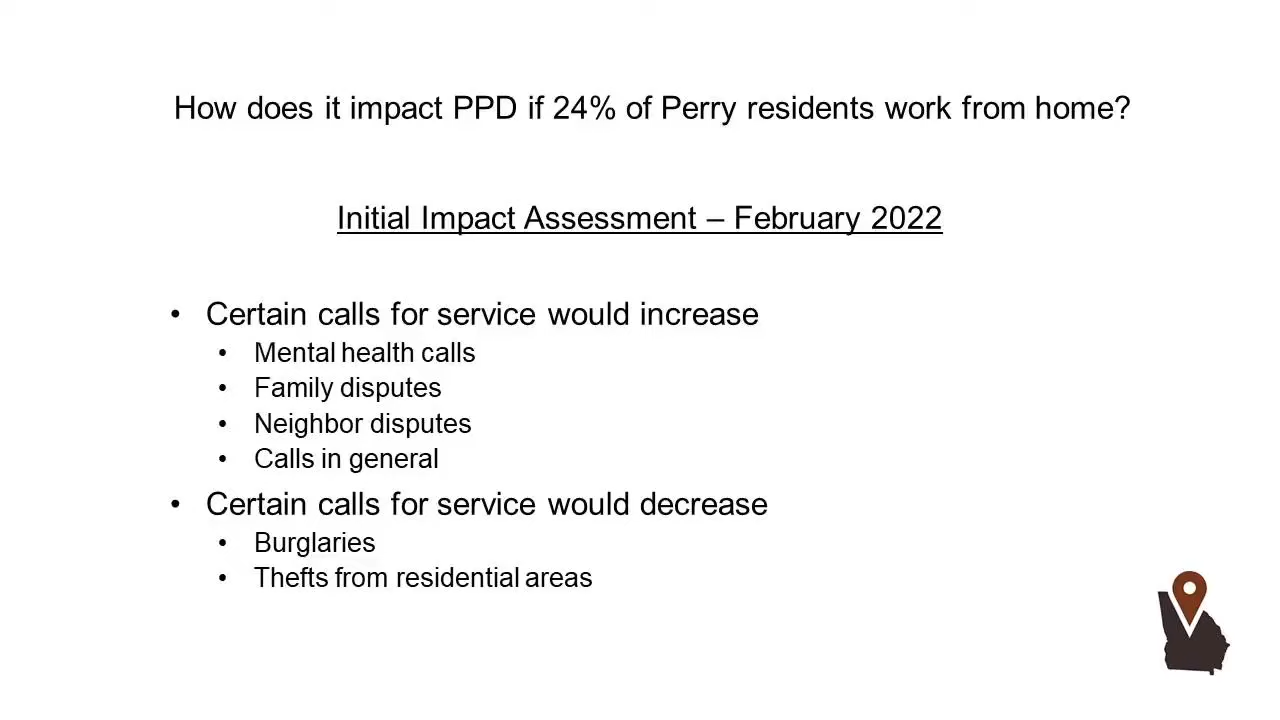 How does it impact PPD if 24% of Perry residents work from home?
Initial Impact Assessment – February 2022
• Certain calls for service would increase
• Mental health calls
• Family disputes
• Neighbor disputes
• Calls in general
• Certain calls for service would decrease
• Burglaries
• Thefts from residential areas